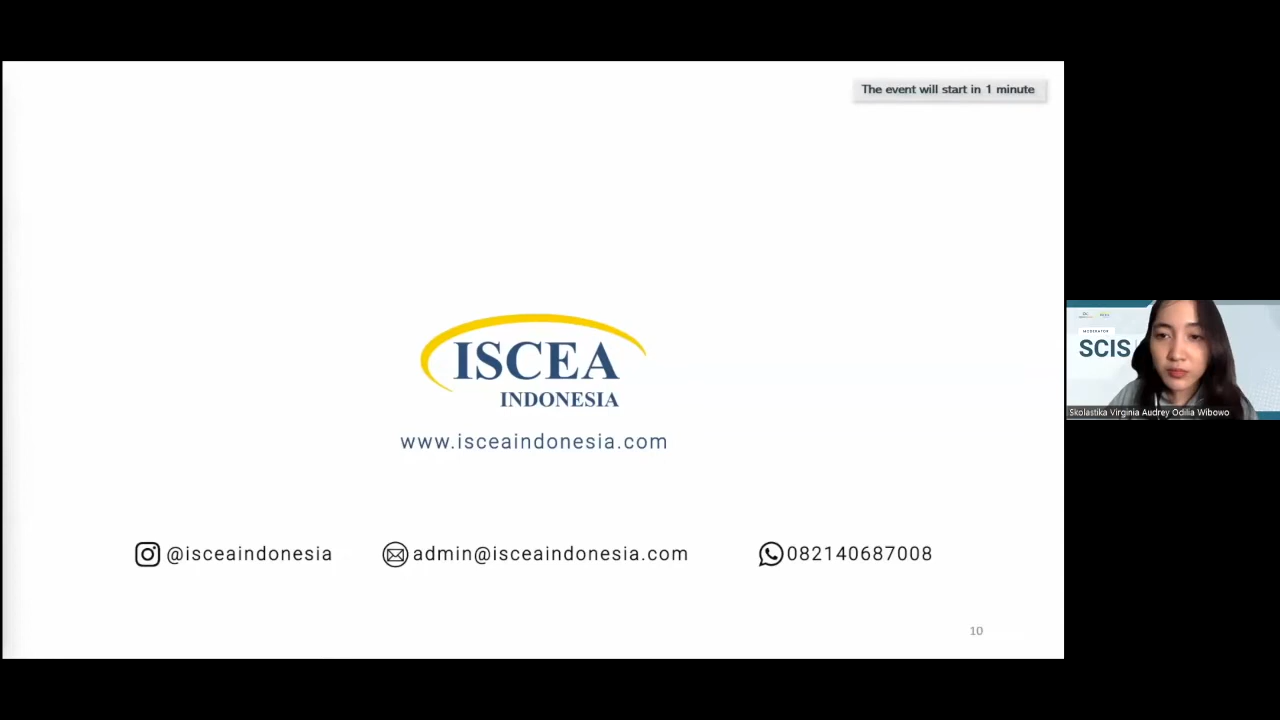 The event will start in 1 minute
ISCEA
INDONESIA
www.isceaindonesia.com
@isceaindonesia
admin@isceaindonesia.com
082140687008
10
MODERATOR
SCIS
Skolastika Virginia Audrey Odilia Wibowo